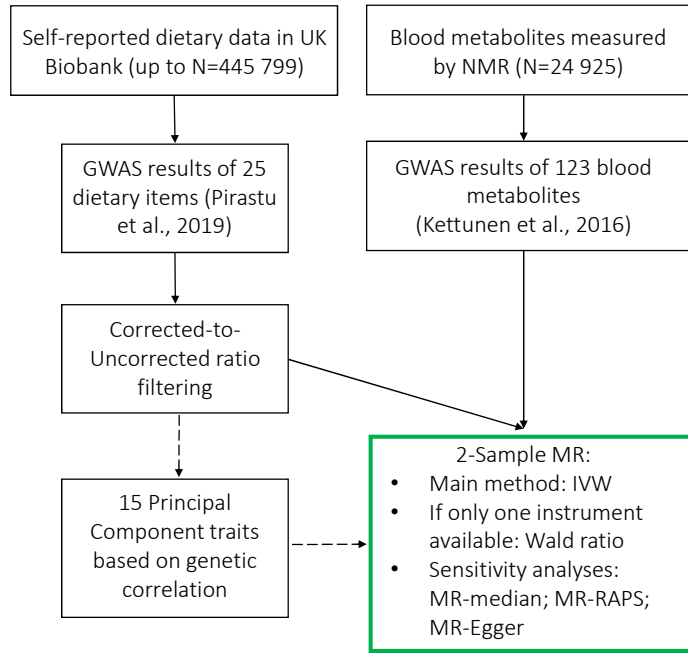 Self-reported dietary data in UK
Biobank (up to N=445 799)
Blood metabolites measured
by NMR (N=24 925)
GWAS results of 25
dietary items (Pirastu
et al., 2019)
GWAS results of 123 blood
metabolites
(Kettunen et al., 2016)
Corrected-to-
Uncorrected ratio
filtering
15 Principal
Component traits
based on genetic
correlation
2-Sample MR:
• Main method: IVW
• If only one instrument
available: Wald ratio
• Sensitivity analyses:
MR-median; MR-RAPS;
MR-Egger